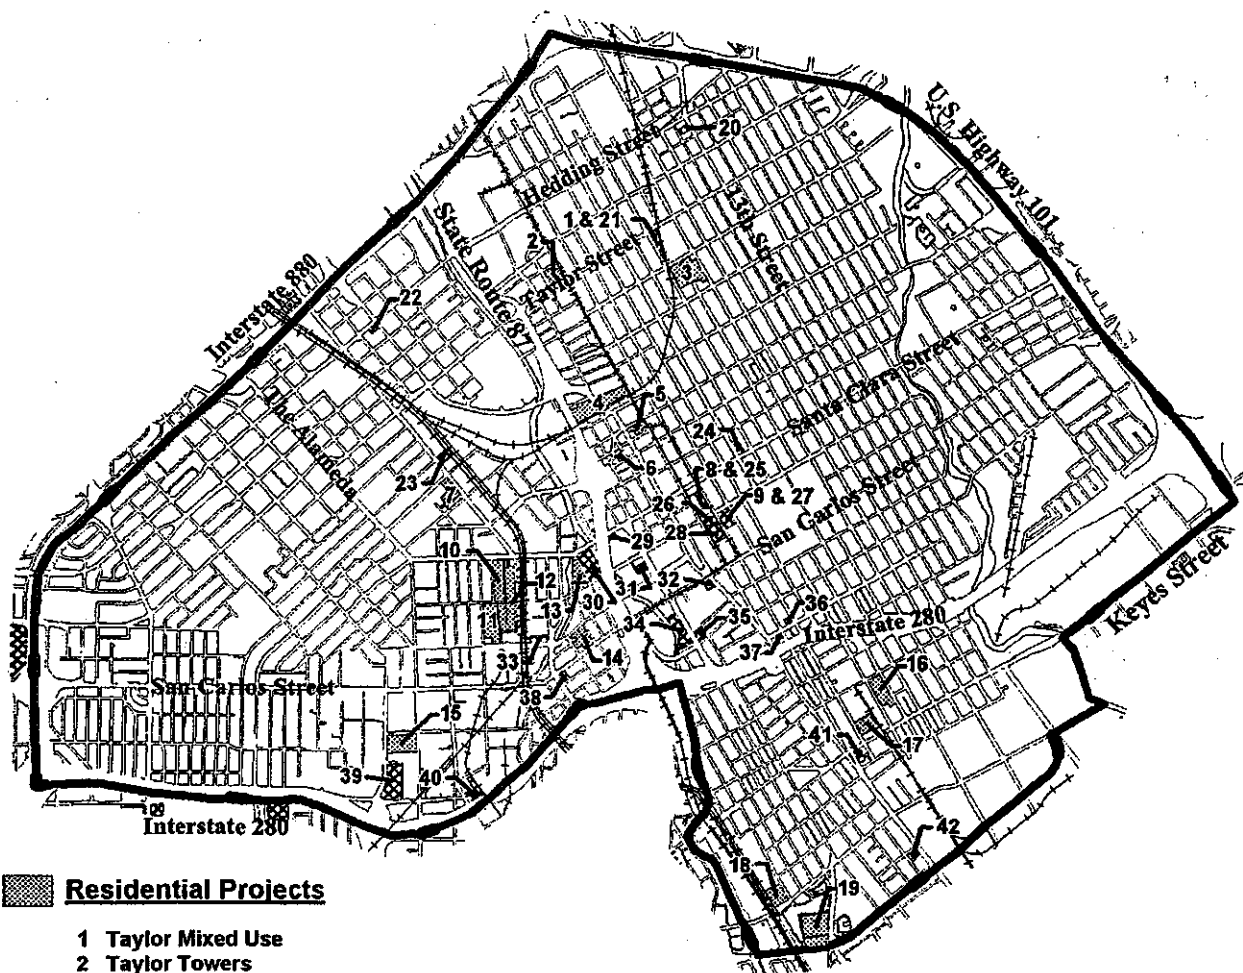 U.S. Highway 101
20
Hedding Street
13th Street
1 & 21
State Route 87
2
Taylor Street
3
Interstate 880
22
Santa Clara Street
The Alameda
4
5
24
6
8 & 25
23
7
26
9 & 27
San Carlos Street
28
29
10
12
31
32
Keyes Street
13
30
11
34
35
36
Interstate 280
33
14
37
16
San Carlos Street
38
15
41
17
39
40
Interstate 280
42
18
19
Residential Projects
1 Taylor Mixed Use
2 Taylor Towers